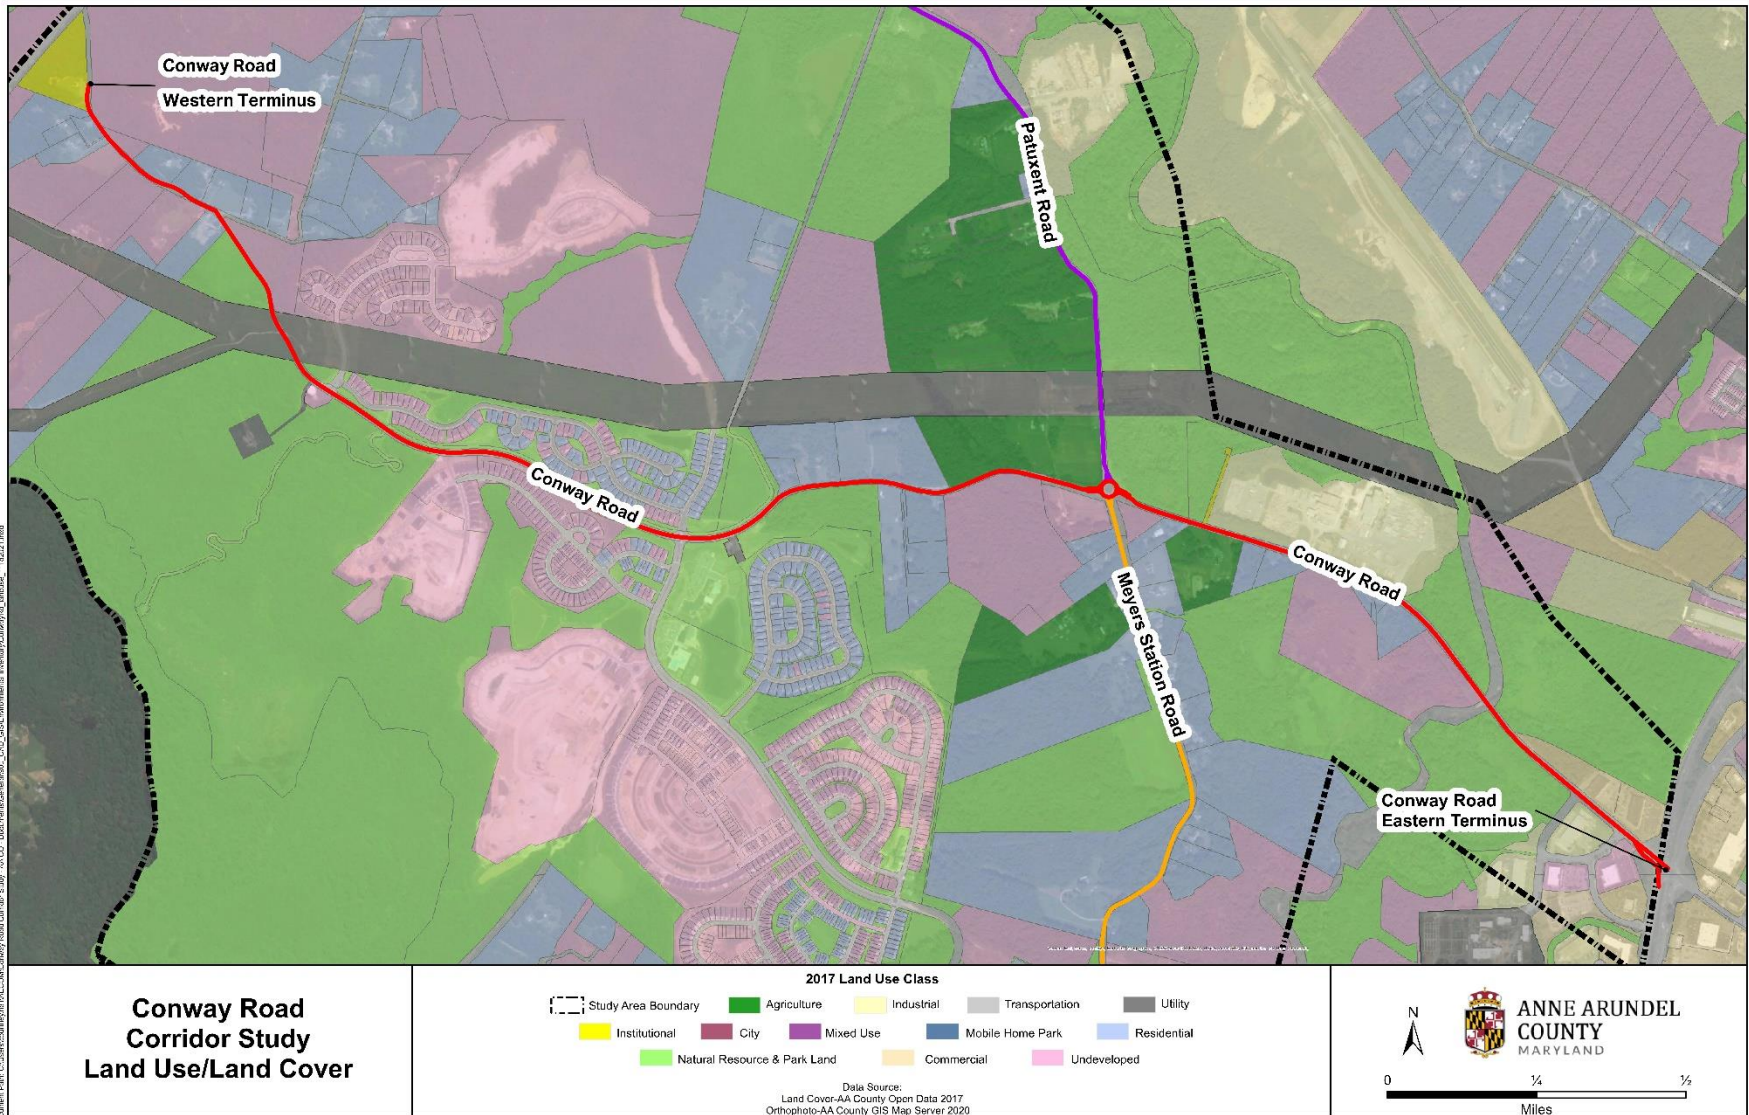 Conway Road
Western Terminus
Patuxent Road
Conway Road
Conway Road
Meyers Station Road
Conway Road
Eastern Terminus
Conway Road
Corridor Study
Land Use/Land Cover
2017 Land Use Class
Study Area Boundary
Agriculture
Industrial
Transportation
Utility
Institutional
City
Mixed Use
Mobile Home Park
Residential
Natural Resource & Park Land
Commercial
Undeveloped
Data Source:
Land Cover-AA County Open Data 2017
Orthophoto-AA County GIS Map Server 2020
N
ANNE ARUNDEL
COUNTY
MARYLAND
0 ¼ ½
Miles